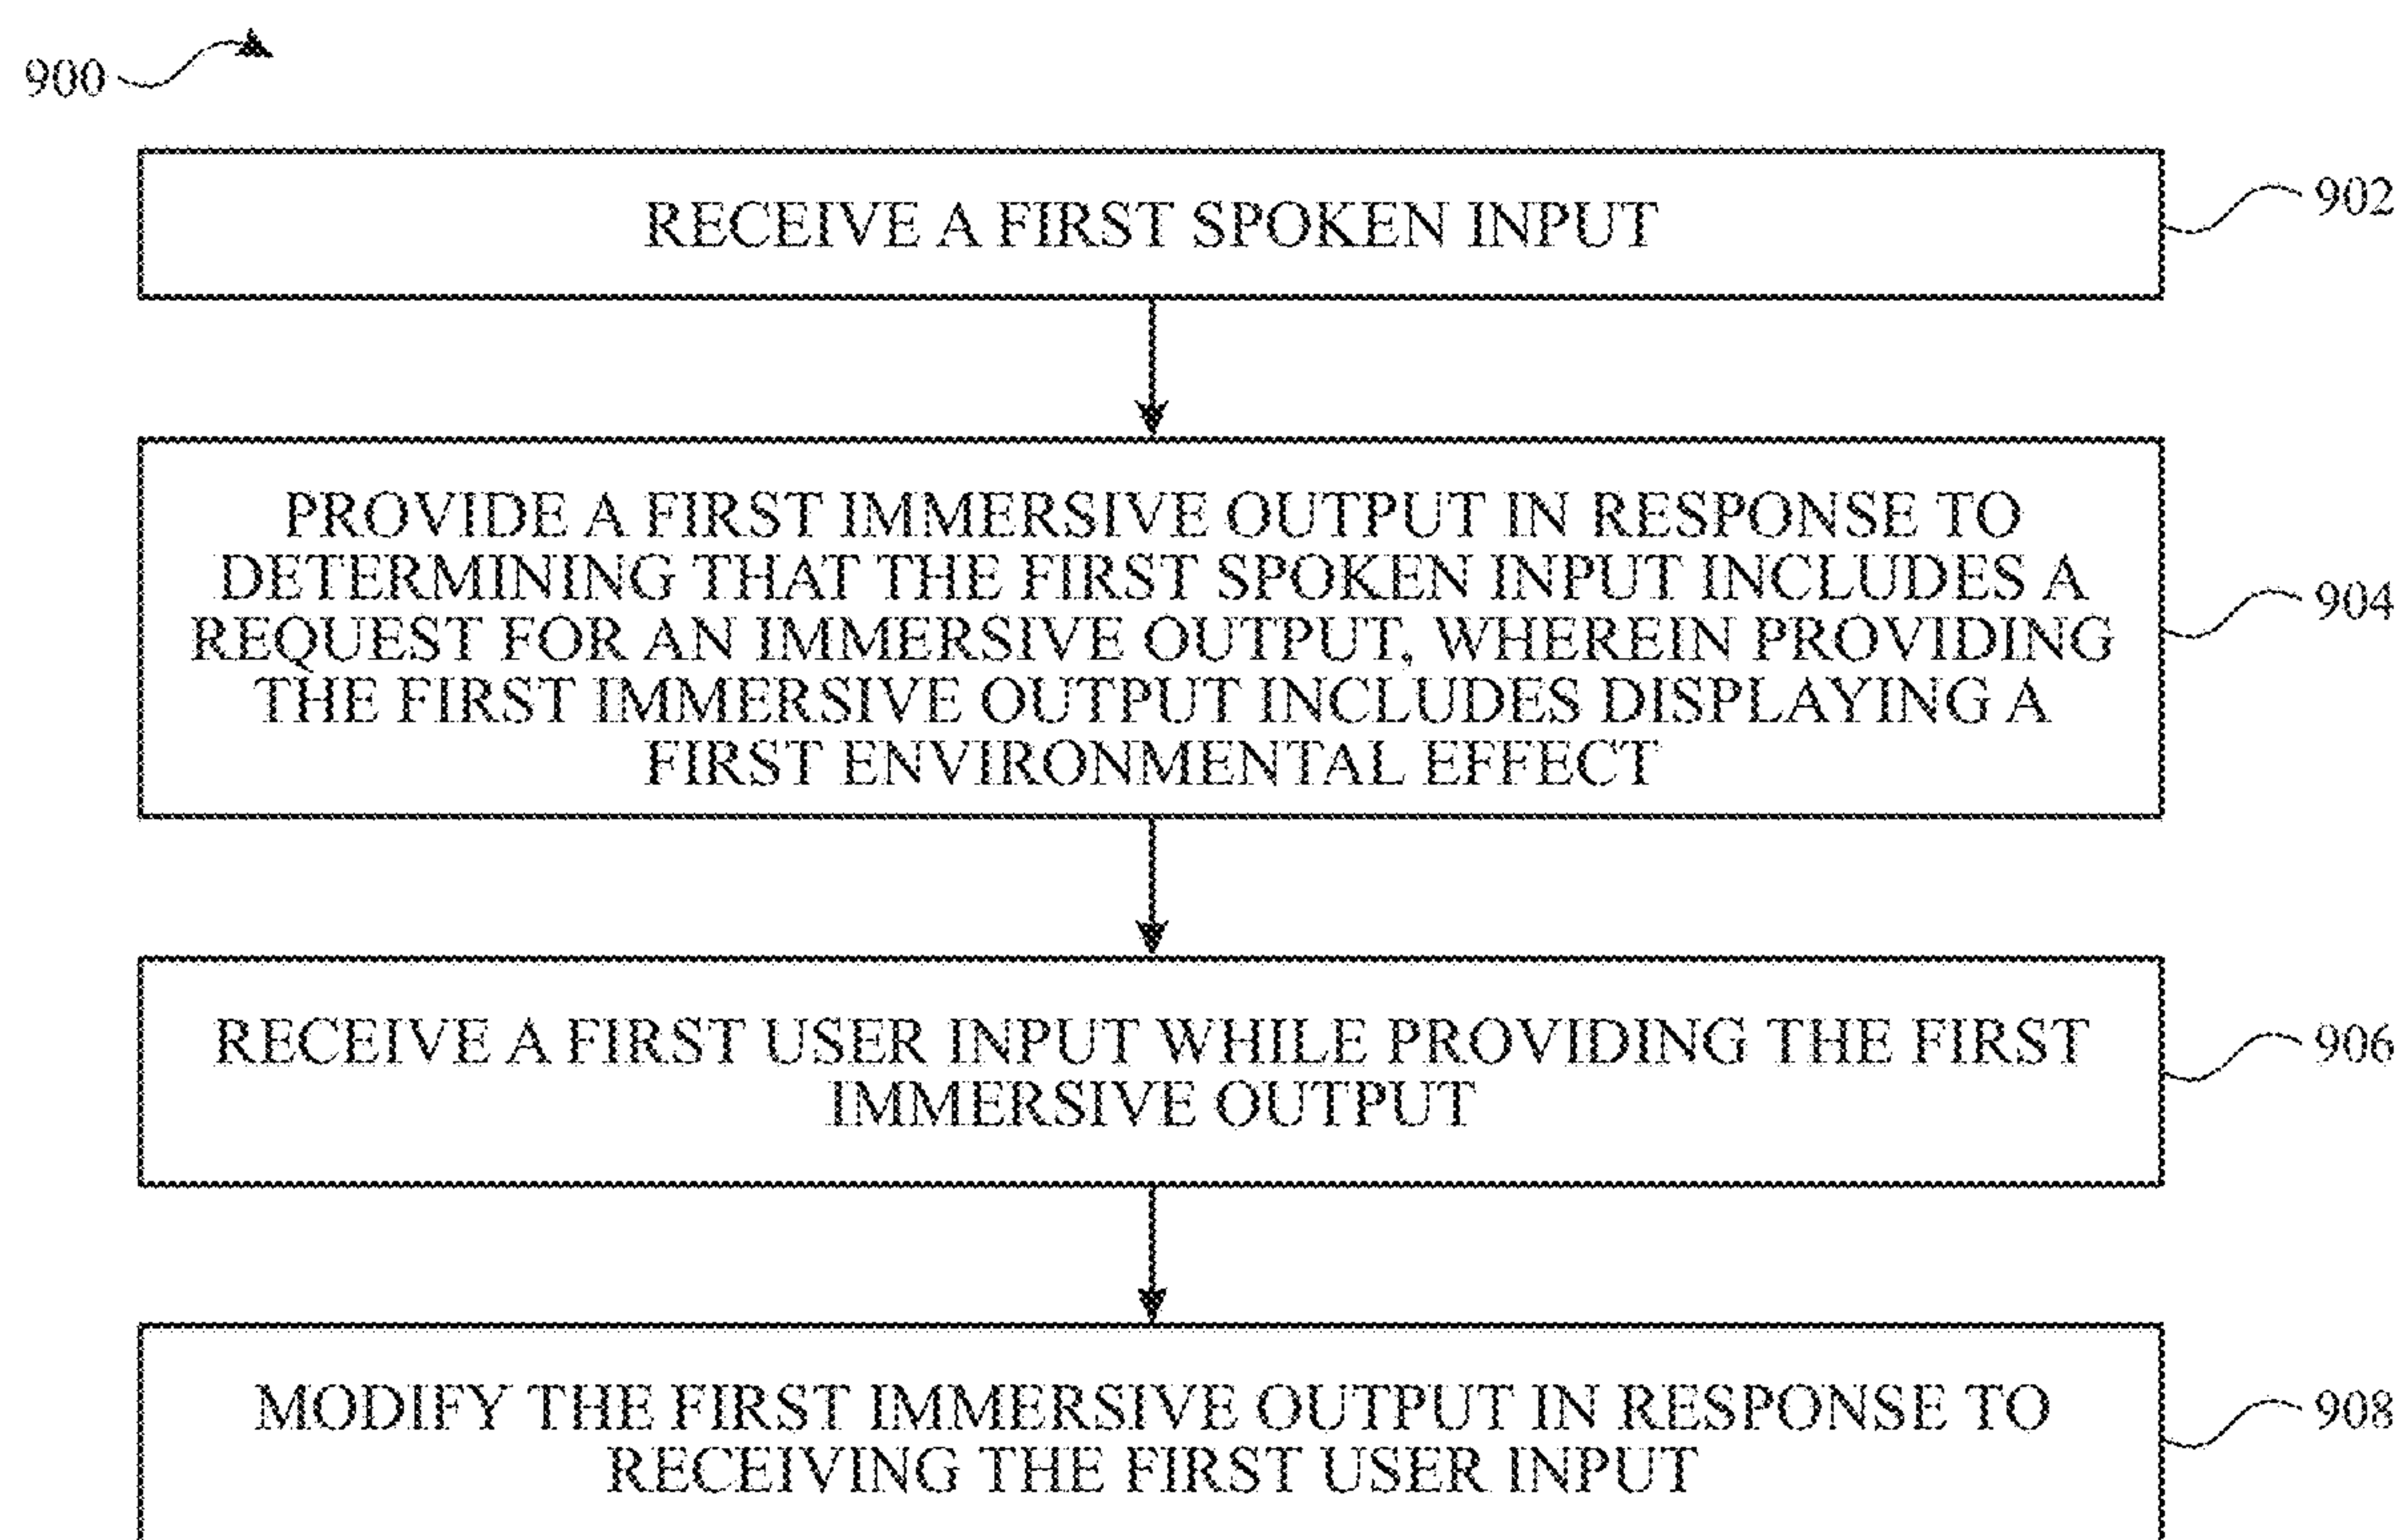 900
RECEIVE A FIRST SPOKEN INPUT
902
PROVIDE A FIRST IMMERSIVE OUTPUT IN RESPONSE TO
DETERMINING THAT THE FIRST SPOKEN INPUT INCLUDES A
REQUEST FOR AN IMMERSIVE OUTPUT, WHEREIN PROVIDING
THE FIRST IMMERSIVE OUTPUT INCLUDES DISPLAYING A
FIRST ENVIRONMENTAL EFFECT
904
RECEIVE A FIRST USER INPUT WHILE PROVIDING THE FIRST
IMMERSIVE OUTPUT
906
MODIFY THE FIRST IMMERSIVE OUTPUT IN RESPONSE TO
RECEIVING THE FIRST USER INPUT
908